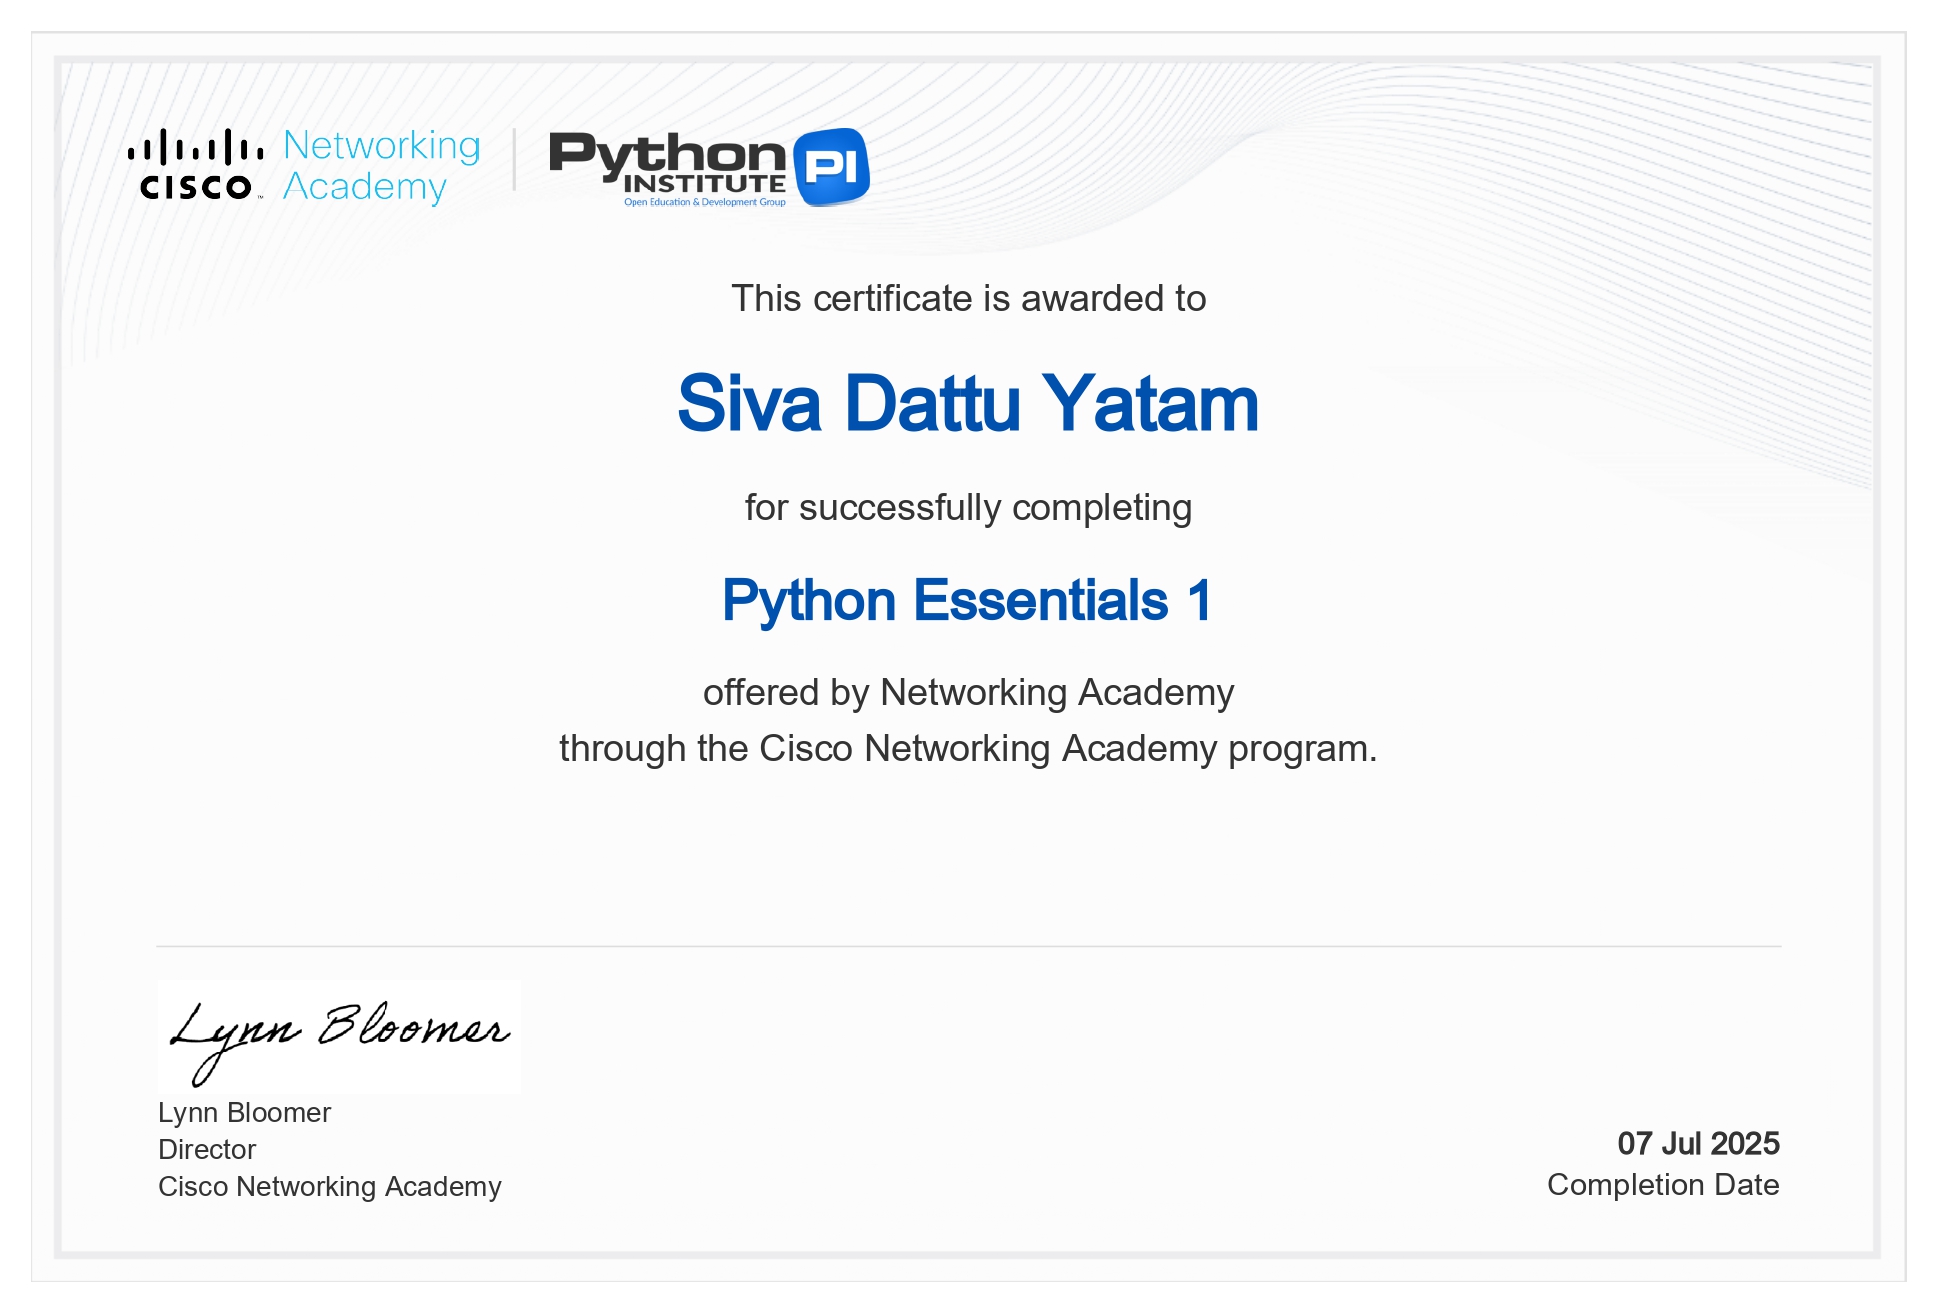 CISCO™ Networking Academy
Python INSTITUTE PI
Open Education & Development Group
This certificate is awarded to
Siva Dattu Yatam
for successfully completing
Python Essentials 1
offered by Networking Academy
through the Cisco Networking Academy program.
Lynn Bloomer
Lynn Bloomer
Director
Cisco Networking Academy
07 Jul 2025
Completion Date